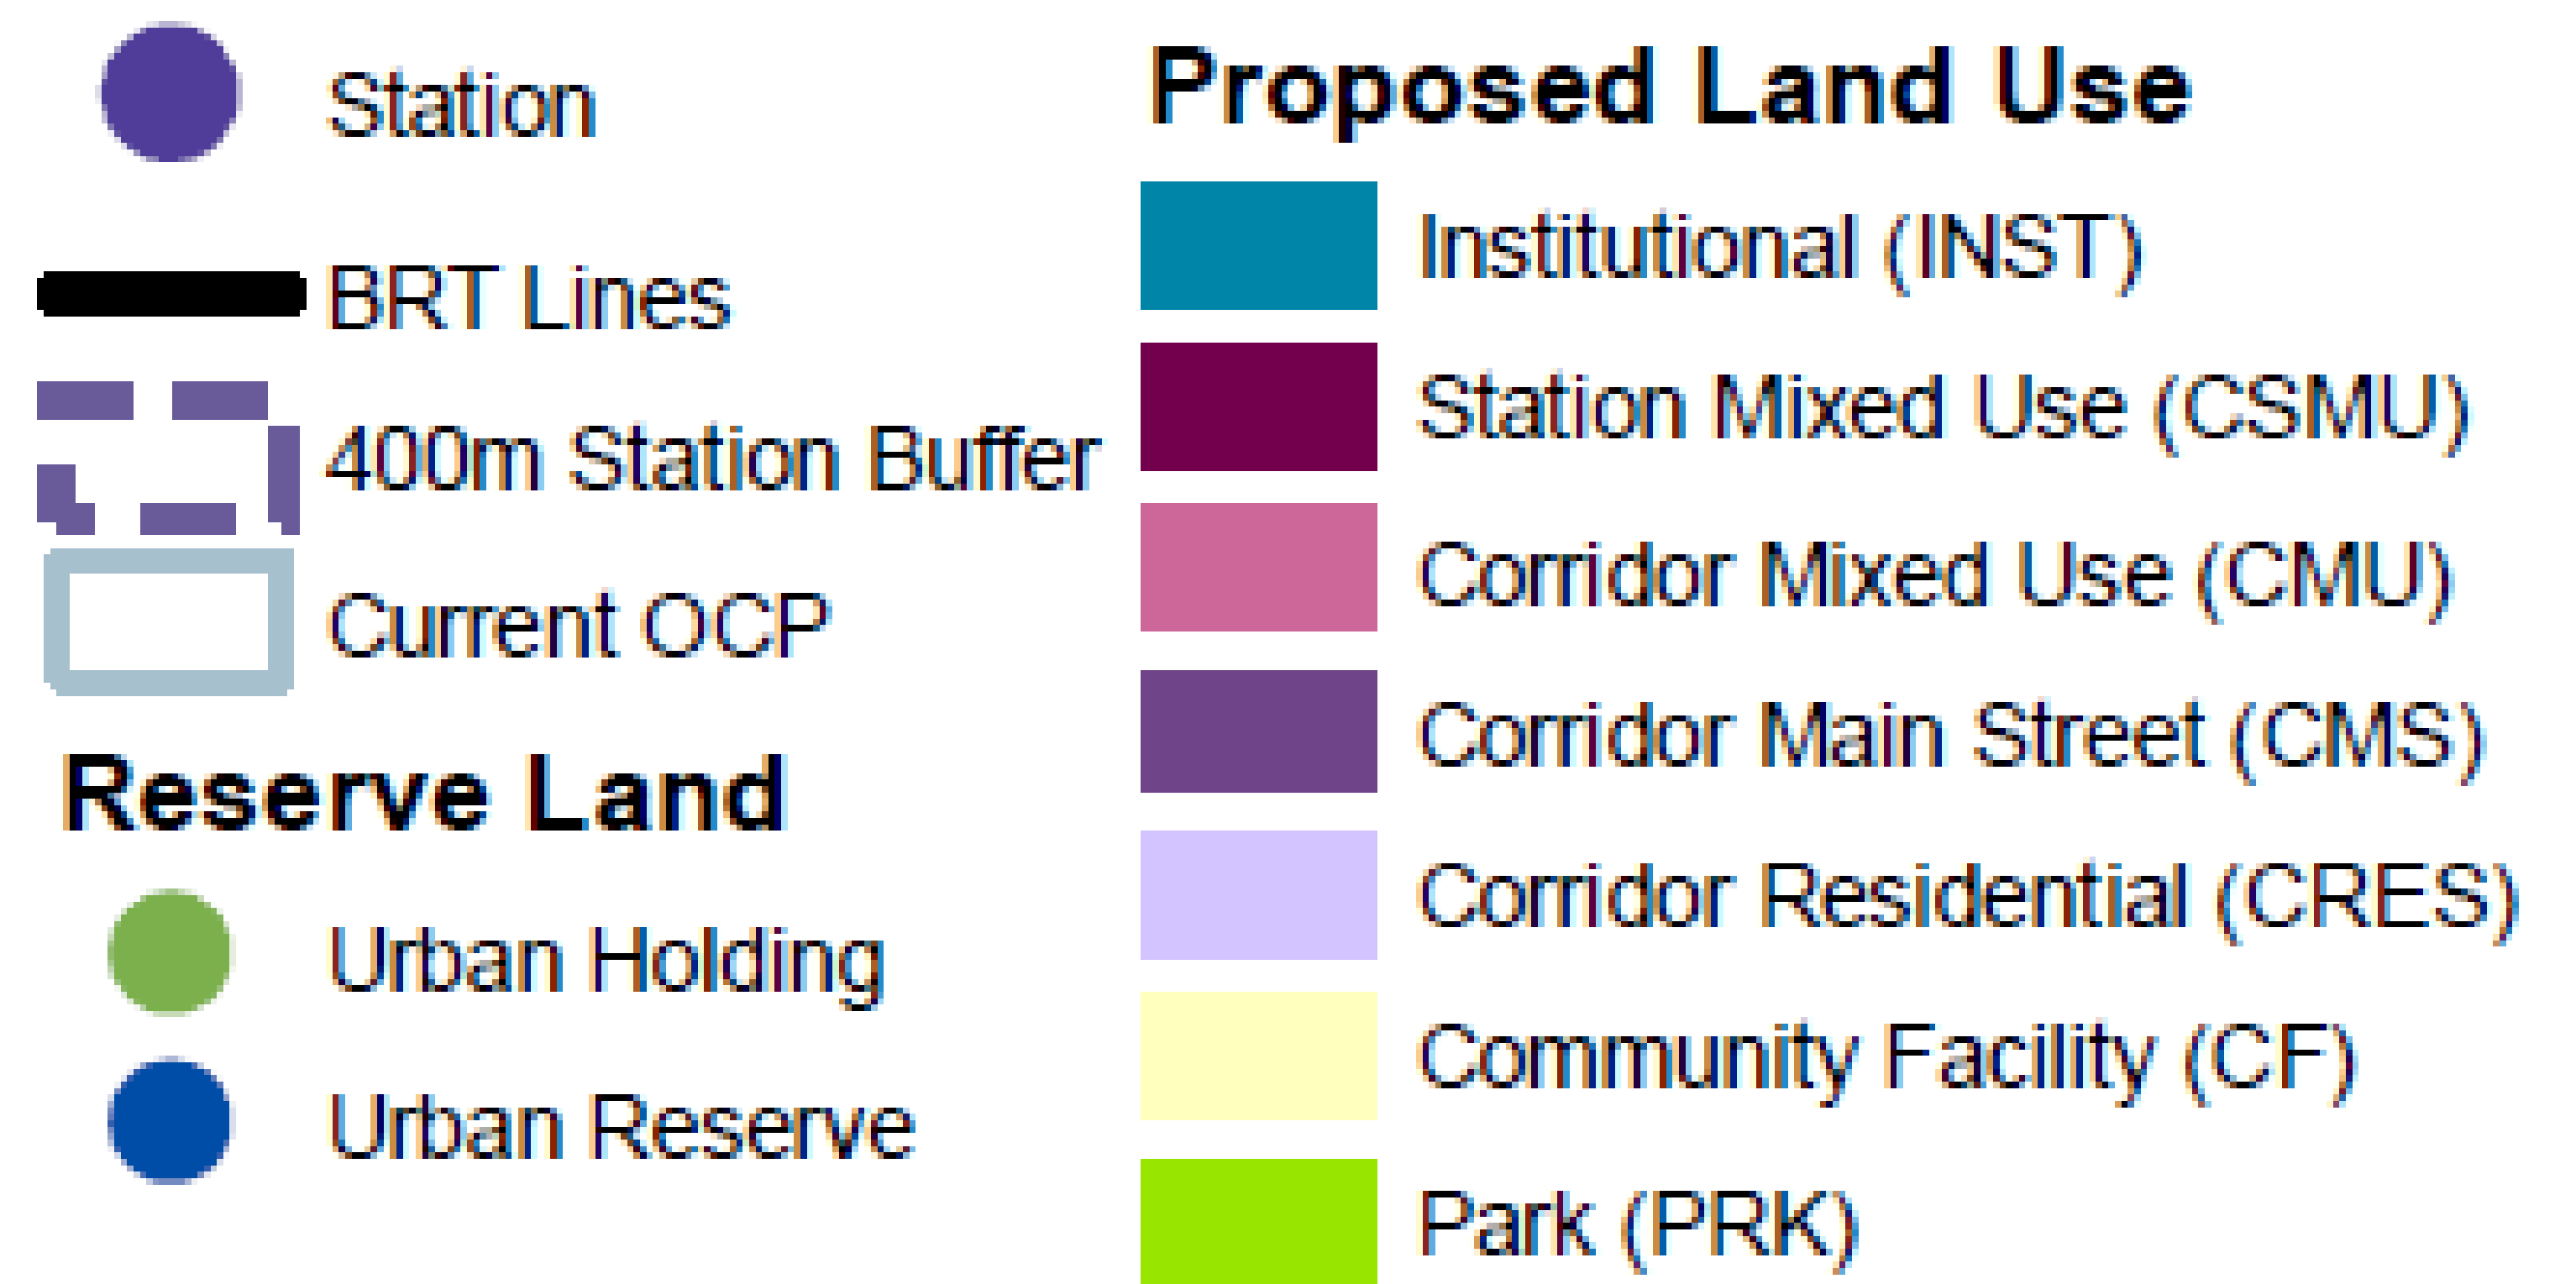 Station
BRT Lines
400m Station Buffer
Current OCP
Reserve Land
Urban Holding
Urban Reserve
Proposed Land Use
Institutional (INST)
Station Mixed Use (CSMU)
Corridor Mixed Use (CMU)
Corridor Main Street (CMS)
Corridor Residential (CRES)
Community Facility (CF)
Park (PRK)